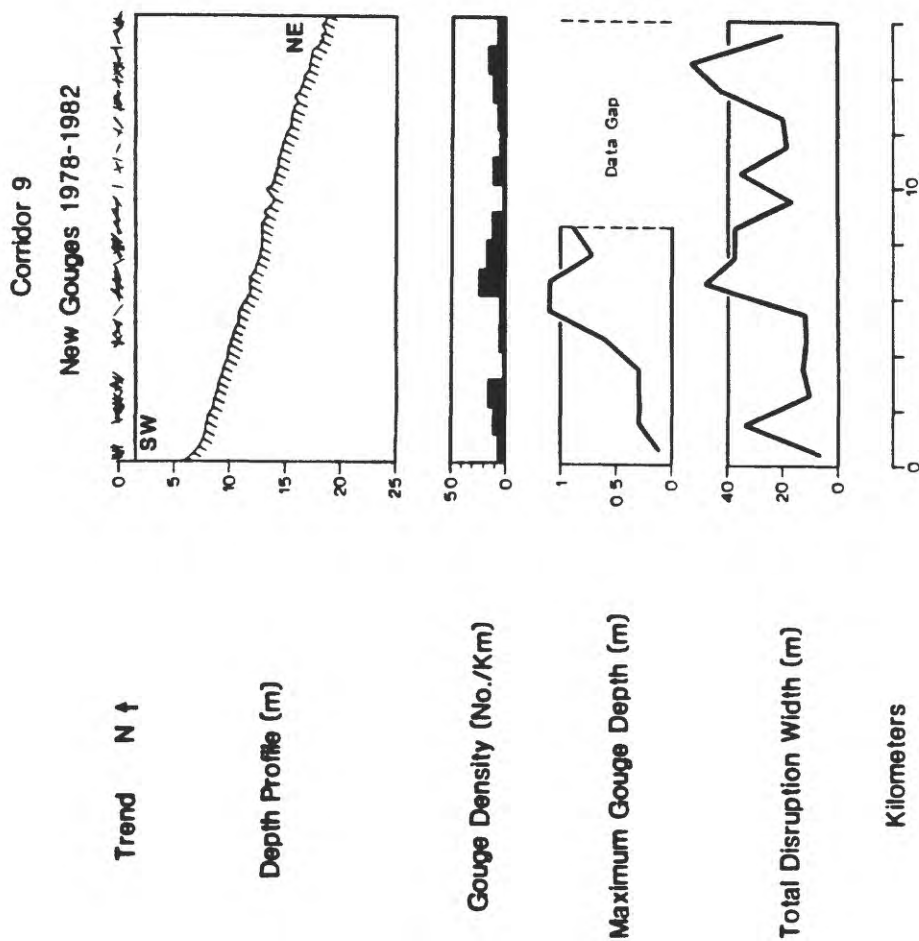 Corridor 9
New Gouges 1978-1982
Trend N
Depth Profile (m)
0
5
10
15
20
25
SW
NE
Gouge Density (No./Km)
50
0
Maximum Gouge Depth (m)
1
0.5
0
Data Gap
Total Disruption Width (m)
40
20
0
Kilometers
0
10